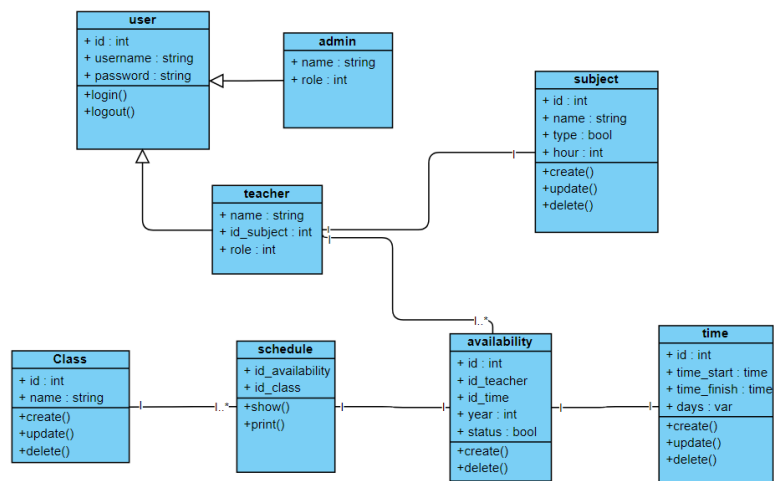 user
+ id : int
+ username : string
+ password : string
+login()
+logout()
admin
+ name : string
+ role : int
subject
+ id : int
+ name : string
+ type : bool
+ hour : int
+create()
+update()
+delete()
teacher
+ name : string
+ id_subject : int
+ role : int
I
I
I
I..*
Class
+ id : int
+ name : string
+create()
+update()
+delete()
I
I..*
schedule
+ id_availability
+ id_class
+show()
+print()
I
I
availability
+ id : int
+ id_teacher
+ id_time
+ year : int
+ status : bool
+create()
+delete()
I
I
time
+ id : int
+ time_start : time
+ time_finish : time
+ days : var
+create()
+update()
+delete()